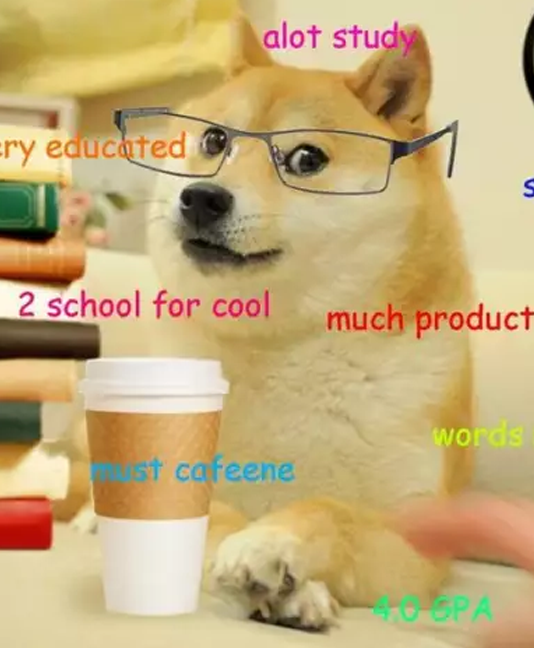 alot study
ery educated
s
2 school for cool
much product
words
must cafeene
4.0 GPA